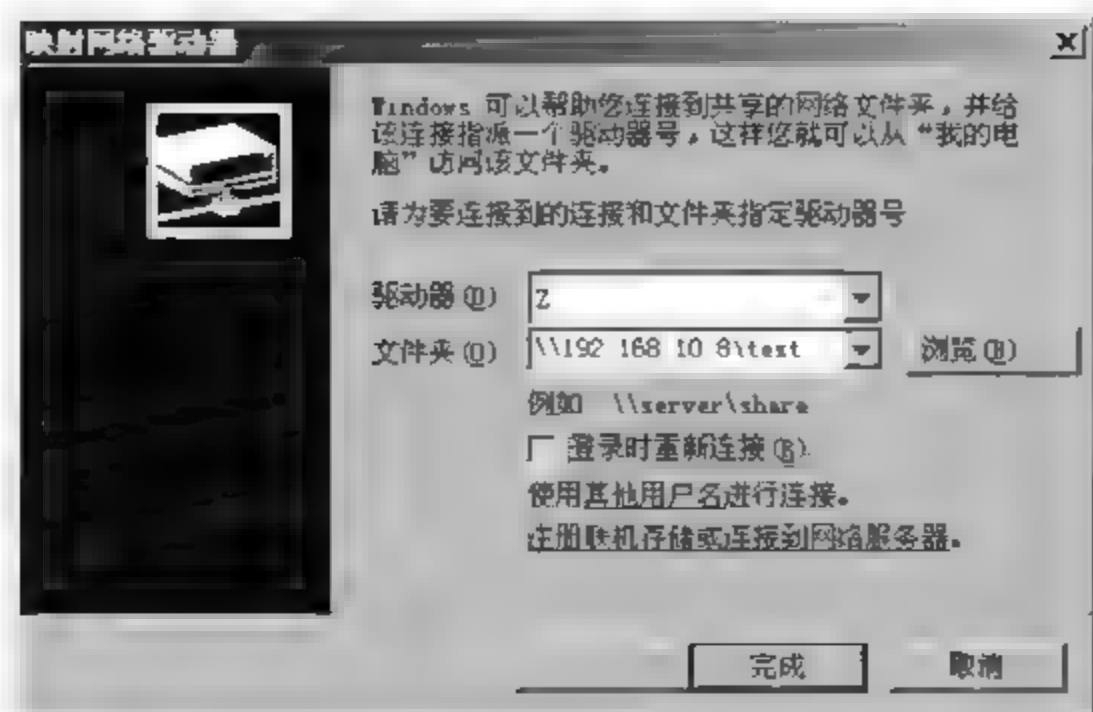 映射网络驱动器
Windows 可以帮助您连接到共享的网络文件夹，并给
该连接指派一个驱动器号，这样您就可以从“我的电
脑”访问该文件夹。
请为要连接到的连接和文件夹指定驱动器号
驱动器(D)
Z
文件夹(O)
\\192 168 10 8\text
浏览(B)
例如 \\server\share
登录时重新连接(R)
使用其他用户名进行连接。
注册联机存储或连接到网络服务器。
完成
取消